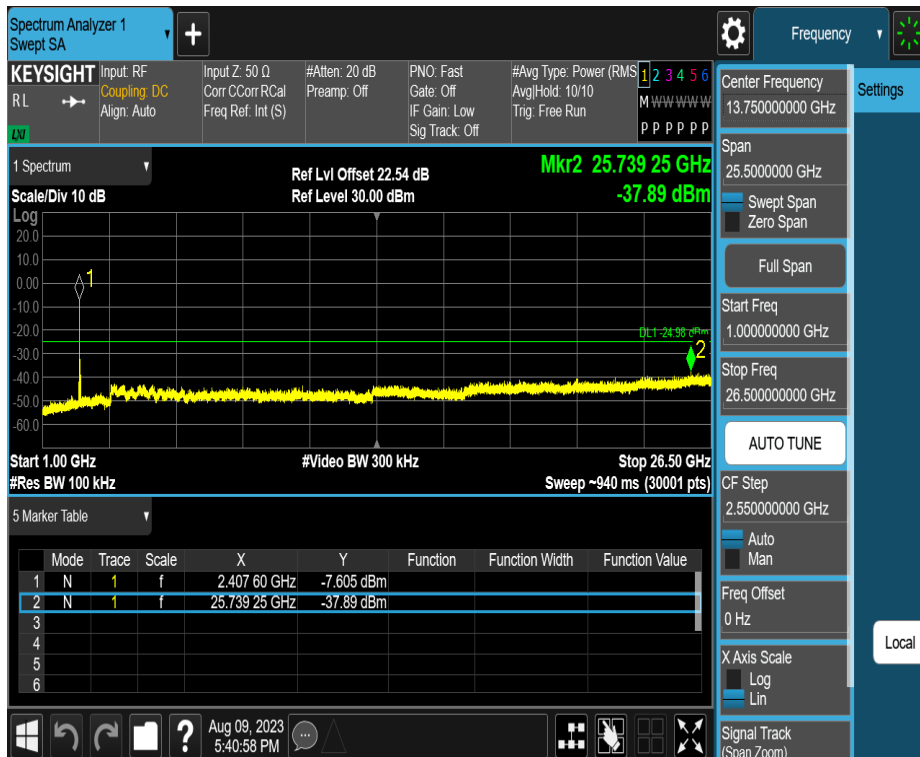 Spectrum Analyzer 1
Swept SA
+
Frequency
KEYSIGHT
R L
LXI
Input: RF
Coupling: DC
Align: Auto
Input Z: 50 Ω
Corr CCorr RCal
Freq Ref: Int (S)
#Atten: 20 dB
Preamp: Off
PNO: Fast
Gate: Off
IF Gain: Low
Sig Track: Off
#Avg Type: Power (RMS
Avg|Hold: 10/10
Trig: Free Run
1 2 3 4 5 6
M W W W W W
P P P P P P
1 Spectrum
Scale/Div 10 dB
Ref Lvl Offset 22.54 dB
Ref Level 30.00 dBm
Mkr2 25.739 25 GHz
-37.89 dBm
Log
20.0
10.0
0.00
-10.0
-20.0
-30.0
-40.0
-50.0
-60.0
1
DL1 -24.98 dBm
2
Start 1.00 GHz
#Video BW 300 kHz
Stop 26.50 GHz
#Res BW 100 kHz
Sweep ~940 ms (30001 pts)
5 Marker Table
Mode Trace Scale X Y Function Function Width Function Value
1 N 1 f 2.407 60 GHz -7.605 dBm
2 N 1 f 25.739 25 GHz -37.89 dBm
3
4
5
6
?
Aug 09, 2023
5:40:58 PM
Center Frequency
13.750000000 GHz
Span
25.5000000 GHz
Swept Span
Zero Span
Full Span
Start Freq
1.000000000 GHz
Stop Freq
26.500000000 GHz
AUTO TUNE
CF Step
2.550000000 GHz
Auto
Man
Freq Offset
0 Hz
X Axis Scale
Log
Lin
Signal Track
(Span Zoom)
Settings
Local